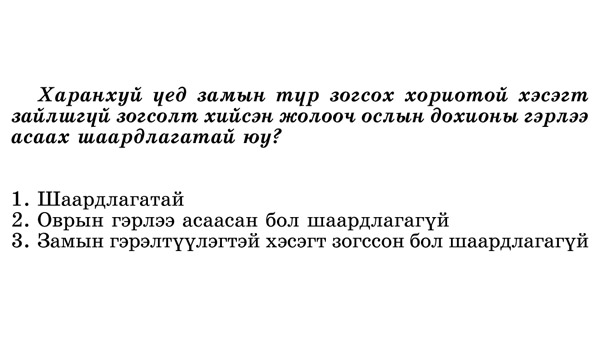 Харанхуй үед замын түр зогсох хориотой хэсэгт
зайлшгүй зогсолт хийсэн жолооч ослын дохионы гэрлээ
асаах шаардлагатай юу?
1. Шаардлагатай
2. Оврын гэрлээ асаасан бол шаардлагагүй
3. Замын гэрэлтүүлэгтэй хэсэгт зогссон бол шаардлагагүй